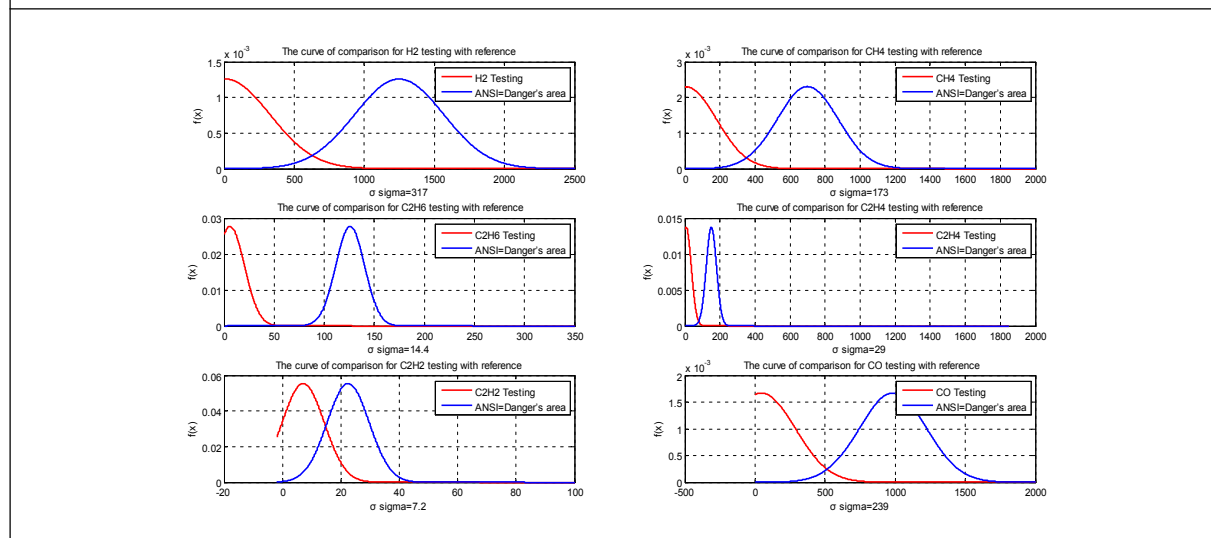 The curve of comparison for H2 testing with reference
x 10-3
1.5
1
0.5
0
f(x)
H2 Testing
ANSI=Danger's area
0 500 1000 1500 2000 2500
σ sigma=317
The curve of comparison for CH4 testing with reference
x 10-3
3
2
1
0
f(x)
CH4 Testing
ANSI=Danger's area
0 200 400 600 800 1000 1200 1400 1600 1800 2000
σ sigma=173
The curve of comparison for C2H6 testing with reference
0.03
0.02
0.01
0
f(x)
C2H6 Testing
ANSI=Danger's area
0 50 100 150 200 250 300 350
σ sigma=14.4
The curve of comparison for C2H4 testing with reference
0.015
0.01
0.005
0
f(x)
C2H4 Testing
ANSI=Danger's area
0 200 400 600 800 1000 1200 1400 1600 1800 2000
σ sigma=29
The curve of comparison for C2H2 testing with reference
0.06
0.04
0.02
0
f(x)
C2H2 Testing
ANSI=Danger's area
-20 0 20 40 60 80 100
σ sigma=7.2
The curve of comparison for CO testing with reference
x 10-3
2
1.5
1
0.5
0
f(x)
CO Testing
ANSI=Danger's area
-500 0 500 1000 1500 2000
σ sigma=239